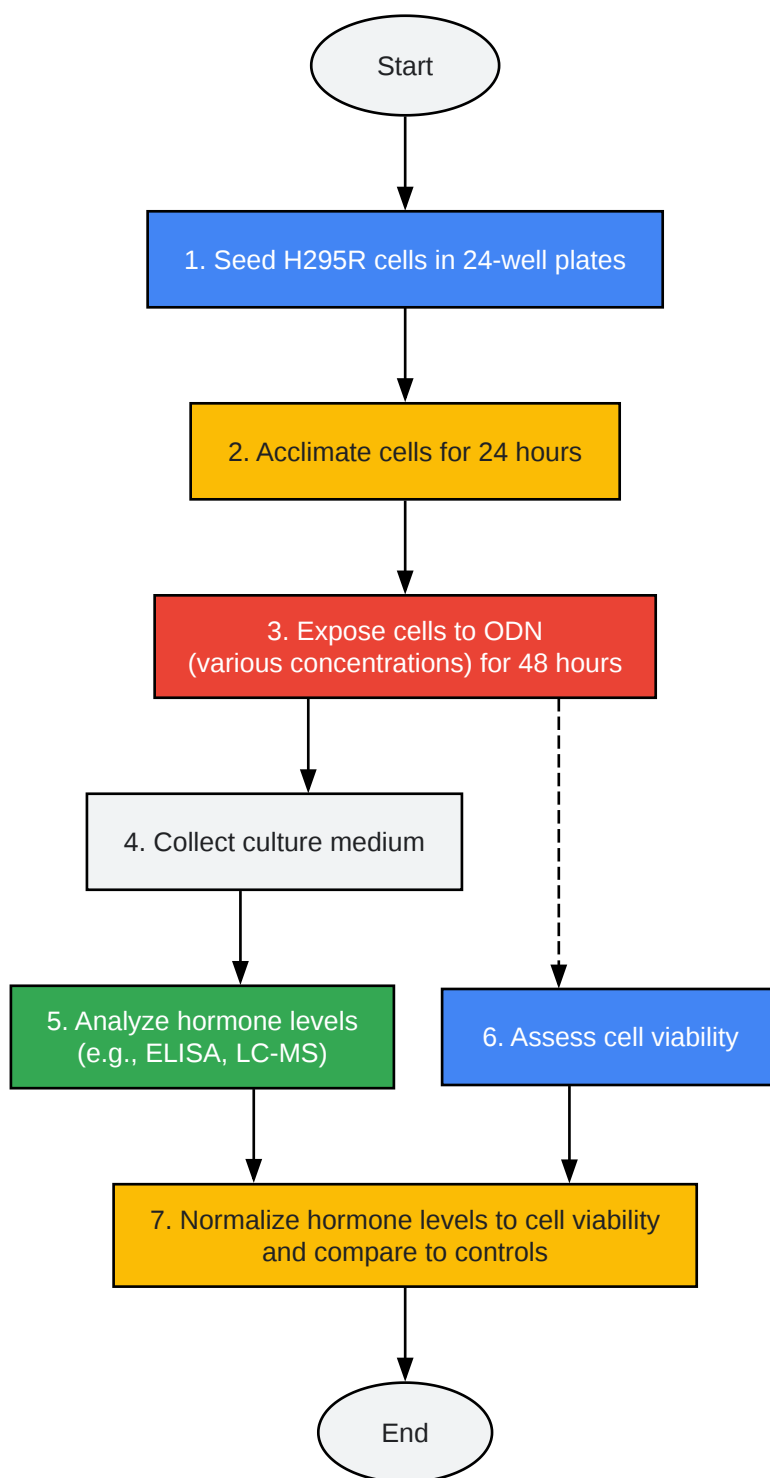 Start
1. Seed H295R cells in 24-well plates
2. Acclimate cells for 24 hours
3. Expose cells to ODN
(various concentrations) for 48 hours
4. Collect culture medium
5. Analyze hormone levels
(e.g., ELISA, LC-MS)
6. Assess cell viability
7. Normalize hormone levels to cell viability
and compare to controls
End